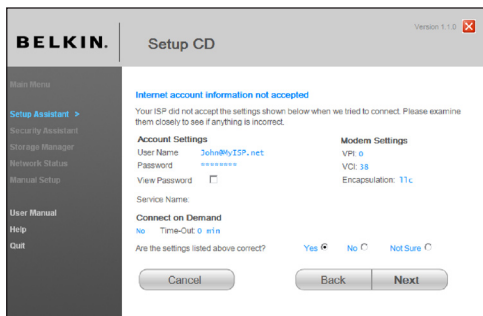 Version 1.1.0
BELKIN.
Setup CD
Main Menu
Setup Assistant >
Security Assistant
Storage Manager
Network Status
Manual Setup
User Manual
Help
Quit
Internet account information not accepted
Your ISP did not accept the settings shown below when we tried to connect. Please examine
them closely to see if anything is incorrect.
Account Settings
User Name John@MyISP.net
Password ********
View Password
Service Name:
Modem Settings
VPI: 0
VCI: 38
Encapsulation: llc
Connect on Demand
No Time-Out: 0 min
Are the settings listed above correct? Yes No Not Sure
Cancel Back Next